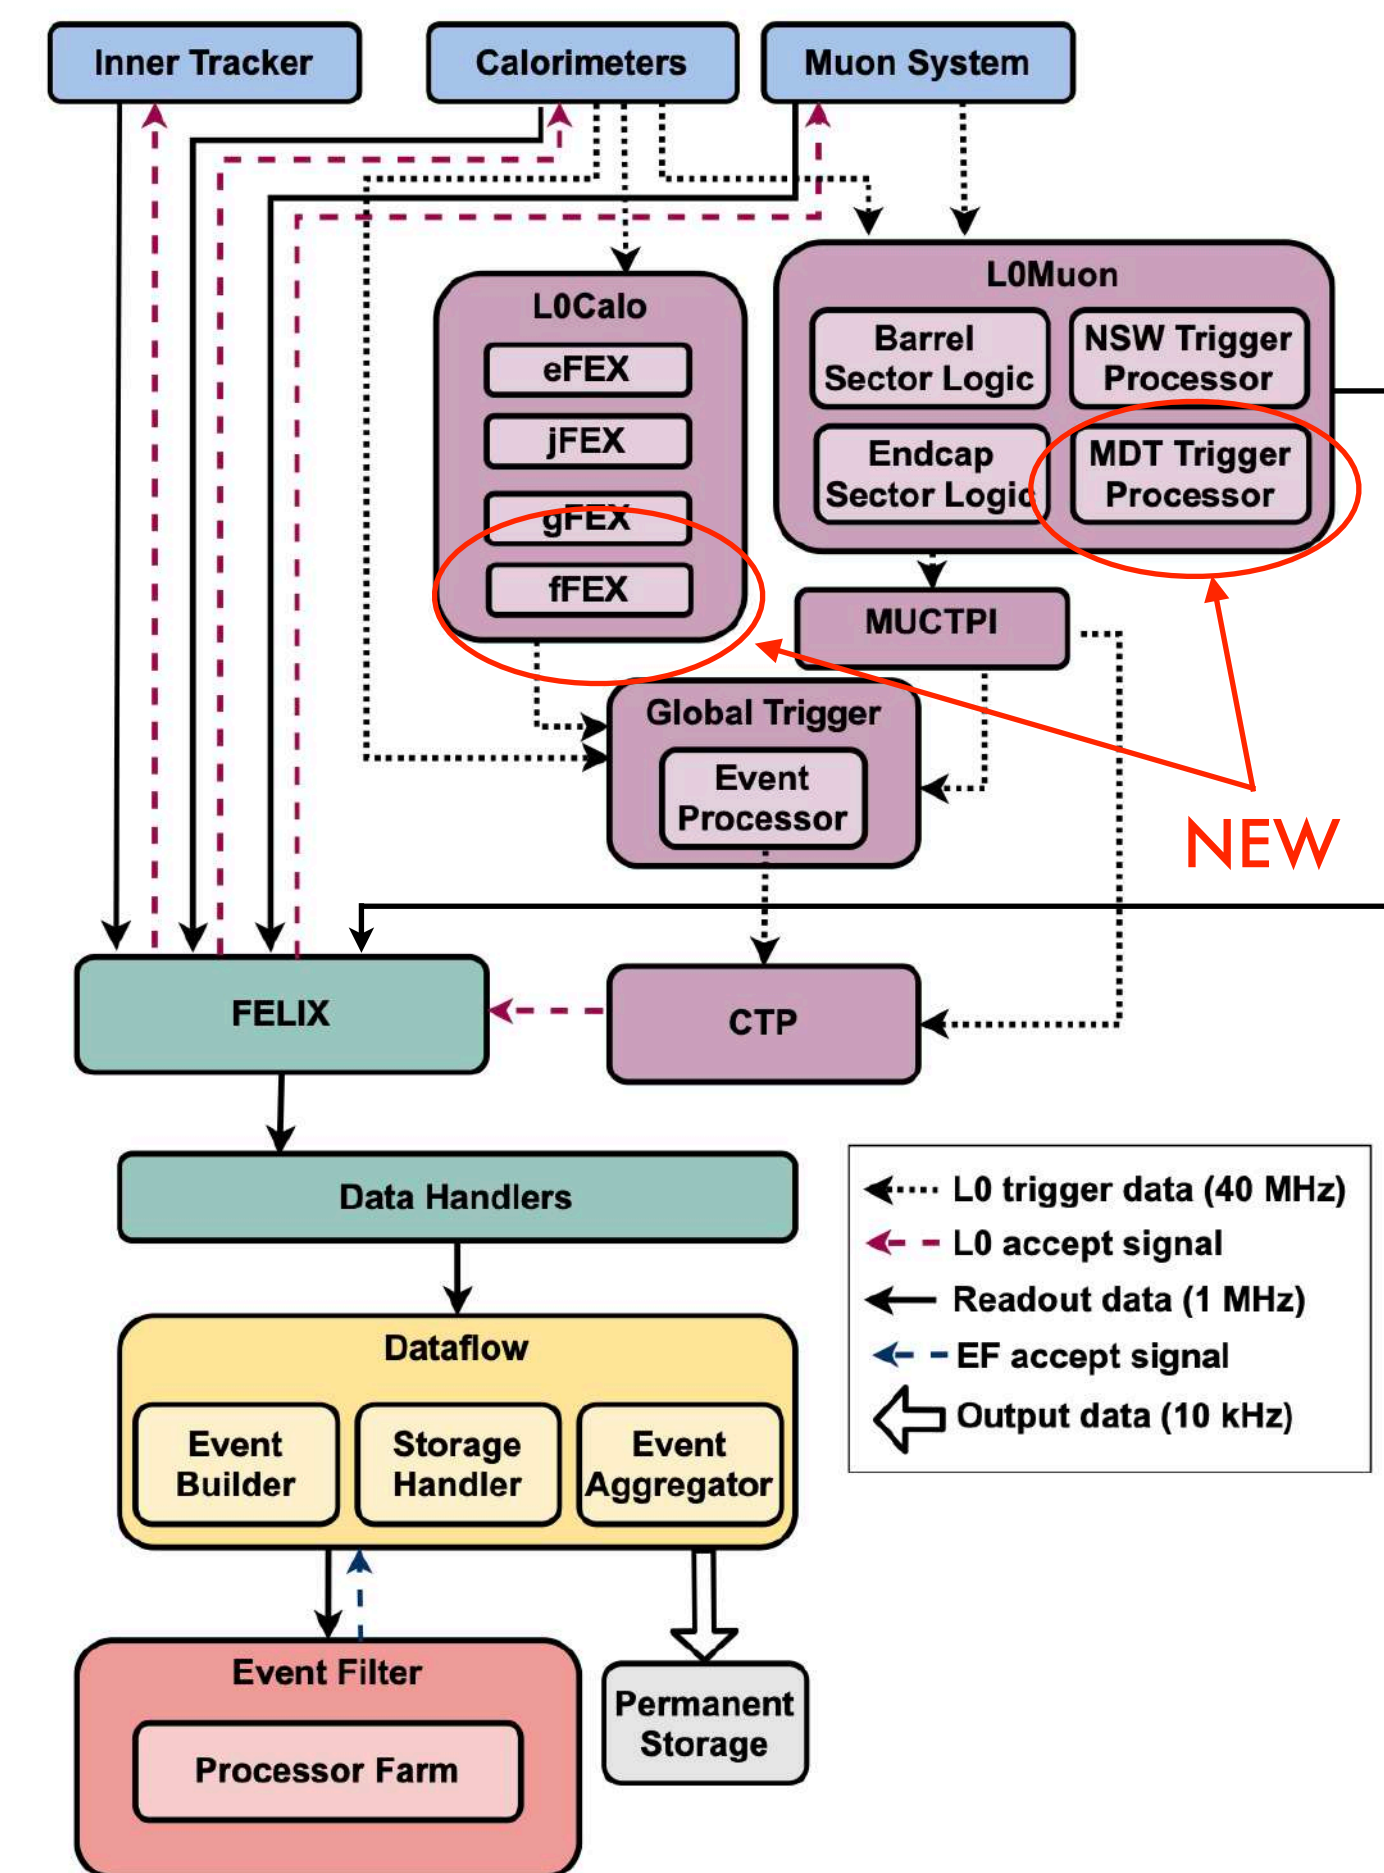 Inner Tracker
Calorimeters
Muon System
L0Calo
eFEX
jFEX
gFEX
fFEX
L0Muon
Barrel
Sector Logic
NSW Trigger
Processor
Endcap
Sector Logic
MDT Trigger
Processor
MUCTPI
Global Trigger
Event
Processor
NEW
FELIX
CTP
Data Handlers
L0 trigger data (40 MHz)
L0 accept signal
Readout data (1 MHz)
EF accept signal
Output data (10 kHz)
Dataflow
Event
Builder
Storage
Handler
Event
Aggregator
Event Filter
Processor Farm
Permanent
Storage